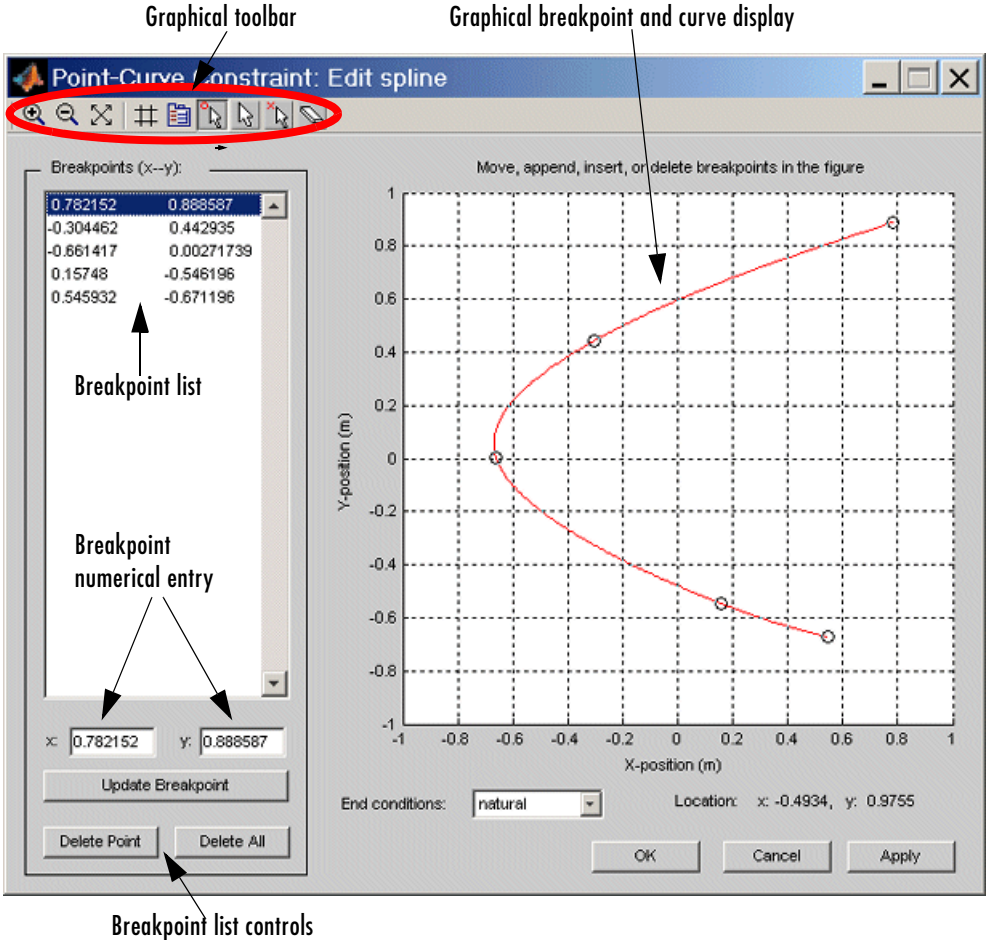 Graphical toolbar
Graphical breakpoint and curve display
Point-Curve Constraint: Edit spline
Breakpoints (x--y):
0.782152 0.888587
-0.304462 0.442935
-0.661417 0.00271739
0.15748 -0.546196
0.545932 -0.671196
Breakpoint list
Breakpoint
numerical entry
x: 0.782152 y: 0.888587
Update Breakpoint
Delete Point Delete All
Breakpoint list controls
Move, append, insert, or delete breakpoints in the figure
1
0.8
0.6
0.4
0.2
0
-0.2
-0.4
-0.6
-0.8
-1
Y-position (m)
-1 -0.8 -0.6 -0.4 -0.2 0 0.2 0.4 0.6 0.8 1
X-position (m)
End conditions: natural
Location: x: -0.4934, y: 0.9755
OK Cancel Apply